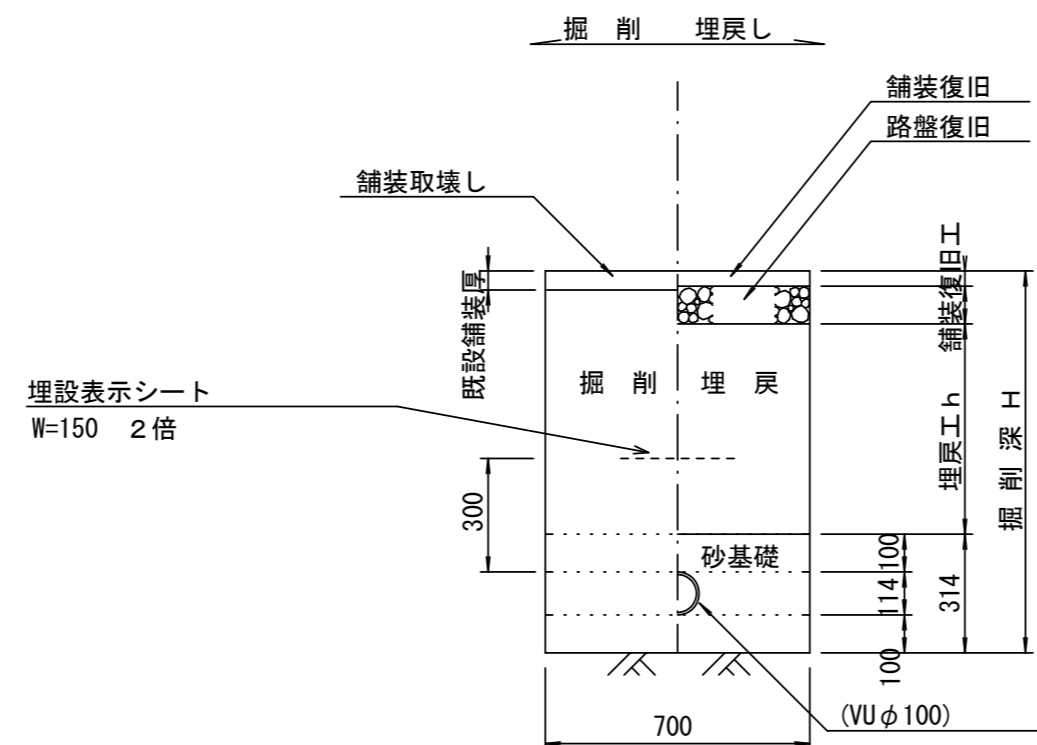 掘 削 埋戻し
舗装復旧
路盤復旧
舗装取壊し
既設舗装厚
舗装復旧工
埋設表示シート
W=150 2倍
掘 削 埋 戻
埋戻工h
掘 削 深 H
300
砂基礎
100
114
100
314
700
(VUφ100)